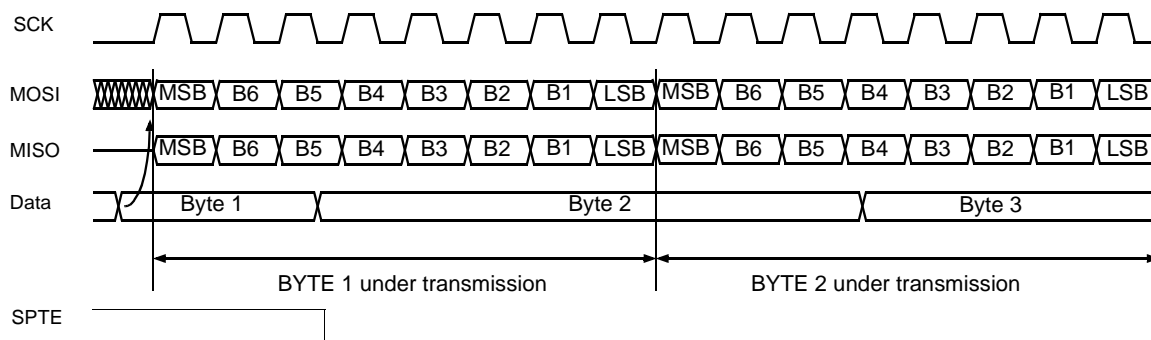 SCK
MOSI MSB B6 B5 B4 B3 B2 B1 LSB MSB B6 B5 B4 B3 B2 B1 LSB
MISO MSB B6 B5 B4 B3 B2 B1 LSB MSB B6 B5 B4 B3 B2 B1 LSB
Data Byte 1 Byte 2 Byte 3
BYTE 1 under transmission BYTE 2 under transmission
SPTE